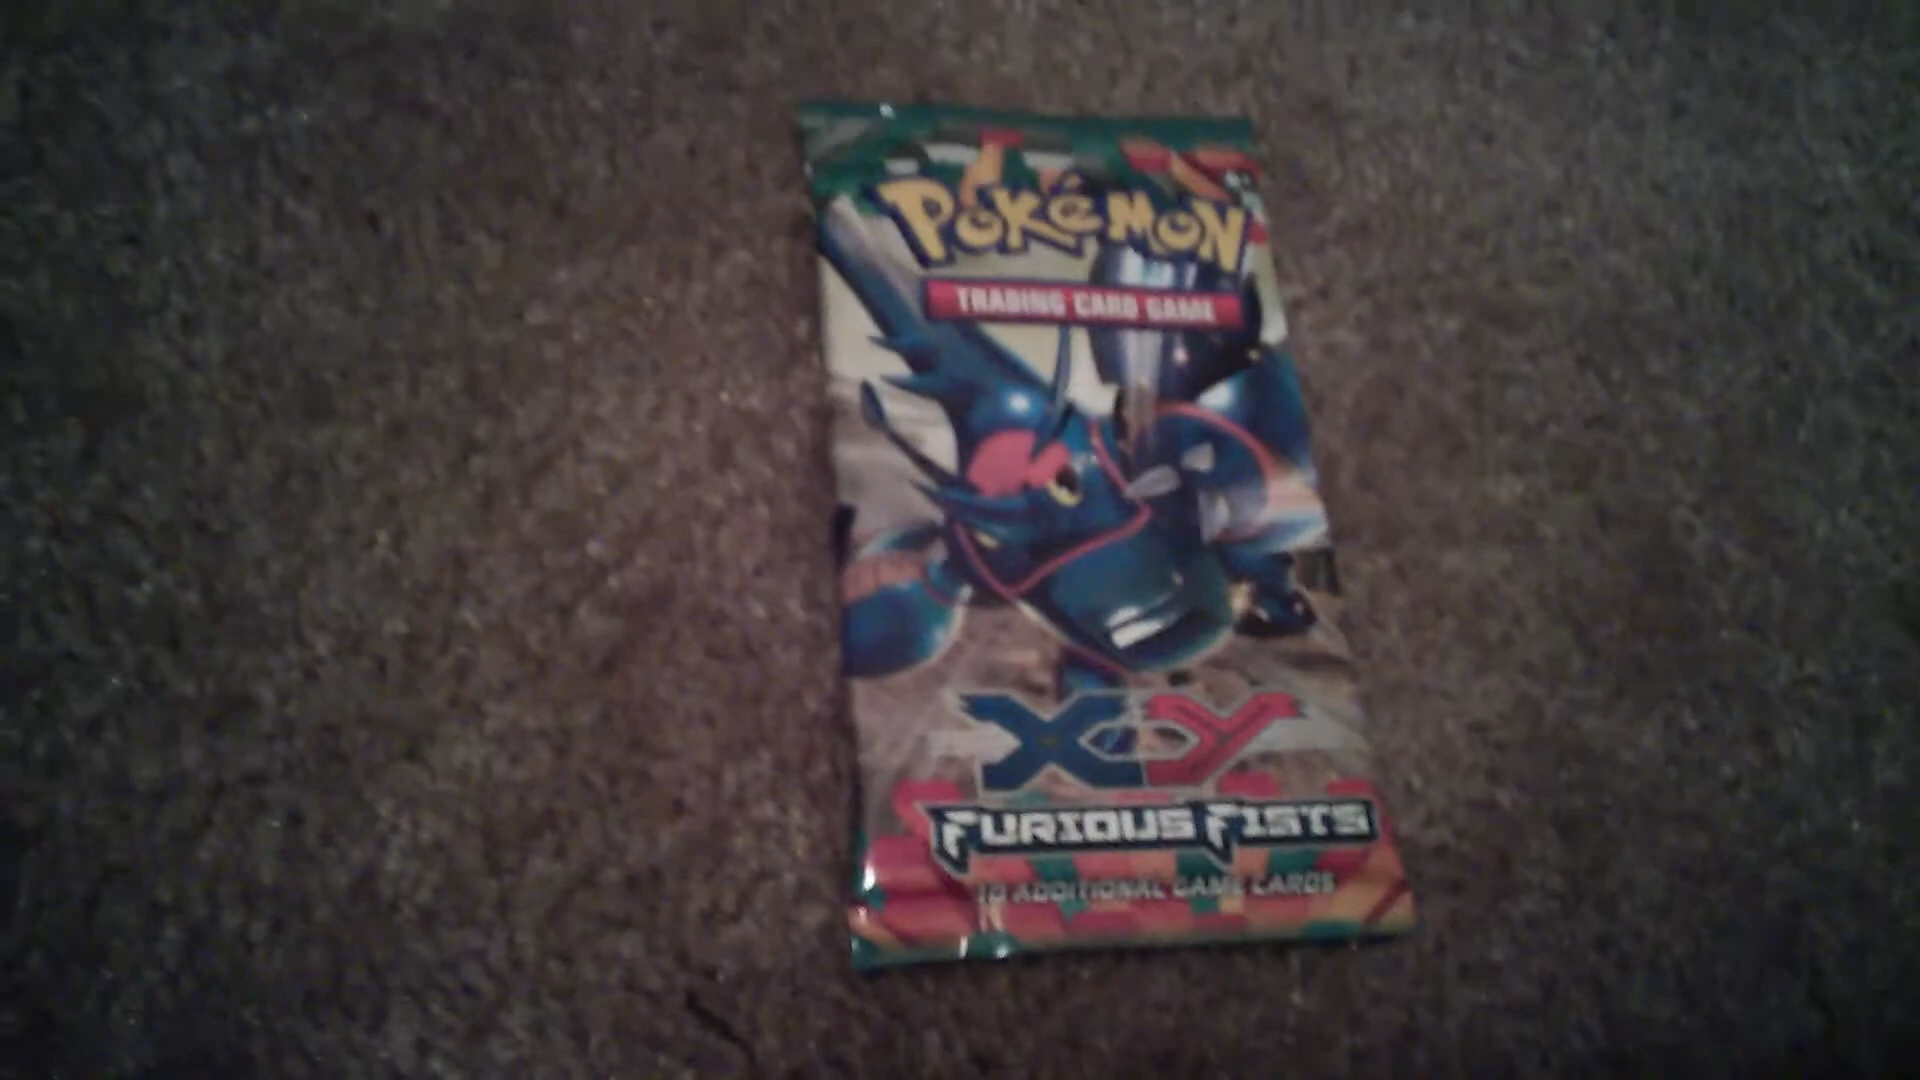 Pokémon
TRADING CARD GAME
XY
FURIOUS FISTS
10 ADDITIONAL GAME CARDS